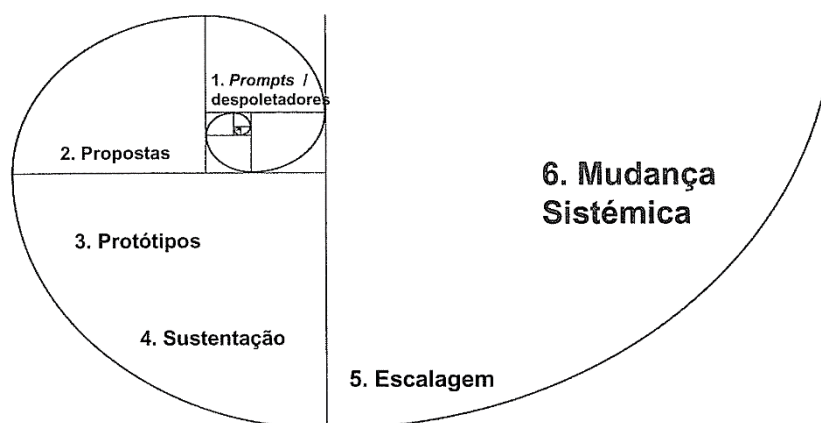 1. Prompts /
despoletadores
2. Propostas
3. Protótipos
4. Sustentação
5. Escalagem
6. Mudança
Sistémica